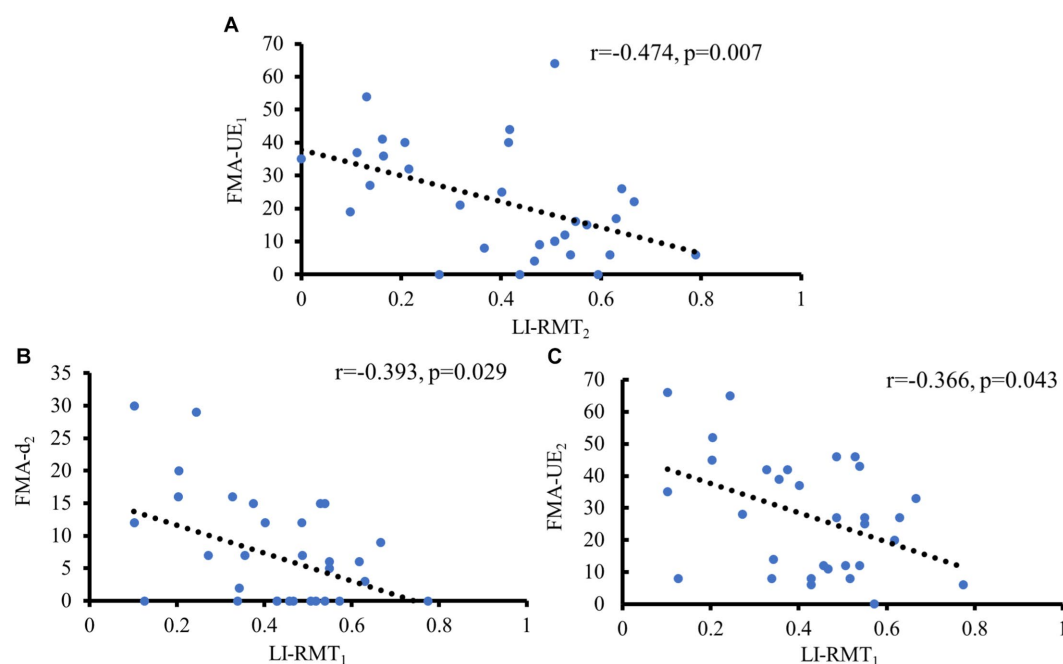 A
r=-0.474, p=0.007
FMA-UE₁
70
60
50
40
30
20
10
0
0 0.2 0.4 0.6 0.8 1
LI-RMT₂
B
r=-0.393, p=0.029
FMA-d₂
35
30
25
20
15
10
5
0
0 0.2 0.4 0.6 0.8 1
LI-RMT₁
C
r=-0.366, p=0.043
FMA-UE₂
70
60
50
40
30
20
10
0
0 0.2 0.4 0.6 0.8 1
LI-RMT₁